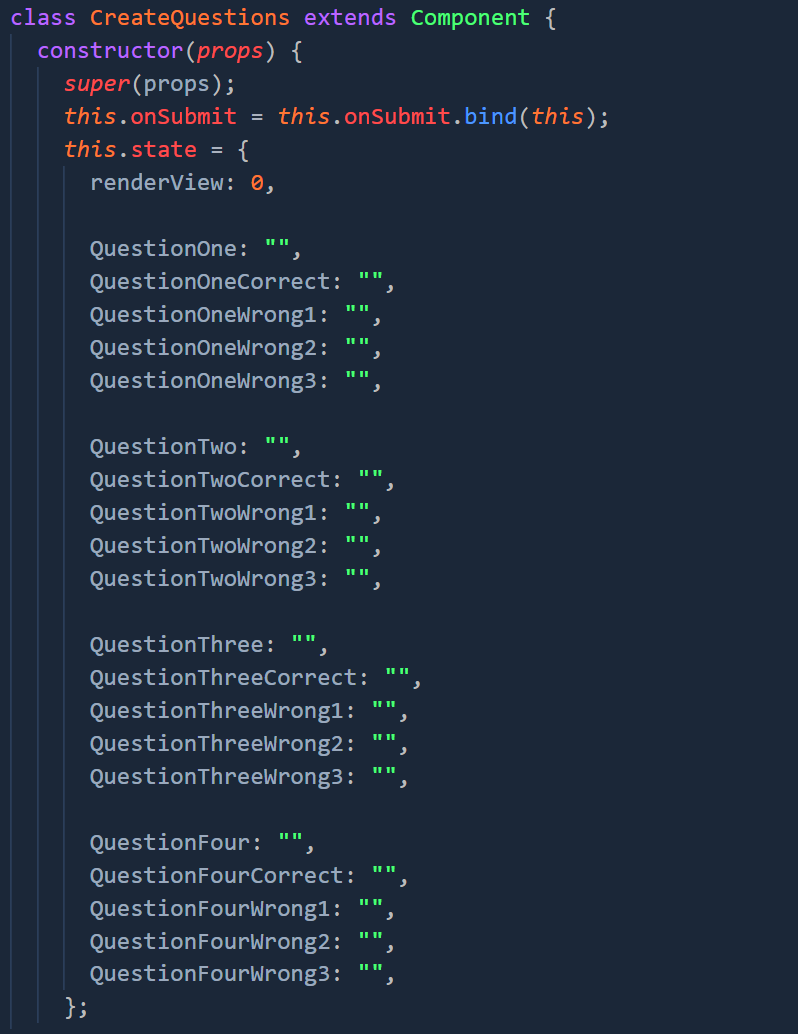 class CreateQuestions extends Component {
constructor(props) {
super(props);
this.onSubmit = this.onSubmit.bind(this);
this.state = {
renderView: 0,
QuestionOne: "",
QuestionOneCorrect: "",
QuestionOneWrong1: "",
QuestionOneWrong2: "",
QuestionOneWrong3: "",
QuestionTwo: "",
QuestionTwoCorrect: "",
QuestionTwoWrong1: "",
QuestionTwoWrong2: "",
QuestionTwoWrong3: "",
QuestionThree: "",
QuestionThreeCorrect: "",
QuestionThreeWrong1: "",
QuestionThreeWrong2: "",
QuestionThreeWrong3: "",
QuestionFour: "",
QuestionFourCorrect: "",
QuestionFourWrong1: "",
QuestionFourWrong2: "",
QuestionFourWrong3: "",
};